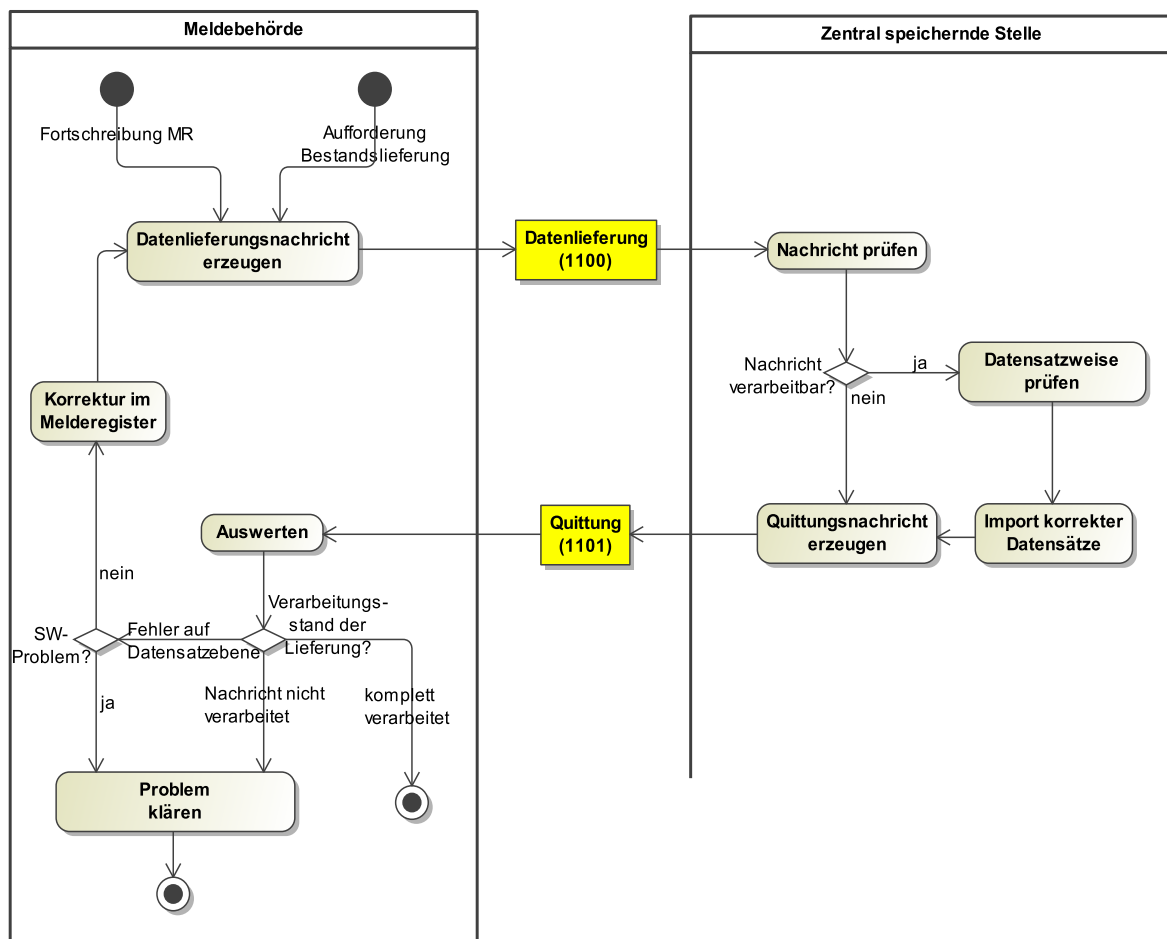 Meldebehörde
Zentral speichernde Stelle
Fortschreibung MR
Aufforderung
Bestandslieferung
Datenlieferungsnachricht
erzeugen
Datenlieferung
(1100)
Nachricht prüfen
Nachricht
verarbeitbar?
ja
nein
Datensatzweise
prüfen
Korrektur im
Melderegister
Auswerten
Quittung
(1101)
Quittungsnachricht
erzeugen
Import korrekter
Datensätze
nein
Verarbeitungs-
stand der
Lieferung?
SW-
Problem?
Fehler auf
Datensatzebene
ja
Nachricht nicht
verarbeitet
komplett
verarbeitet
Problem
klären